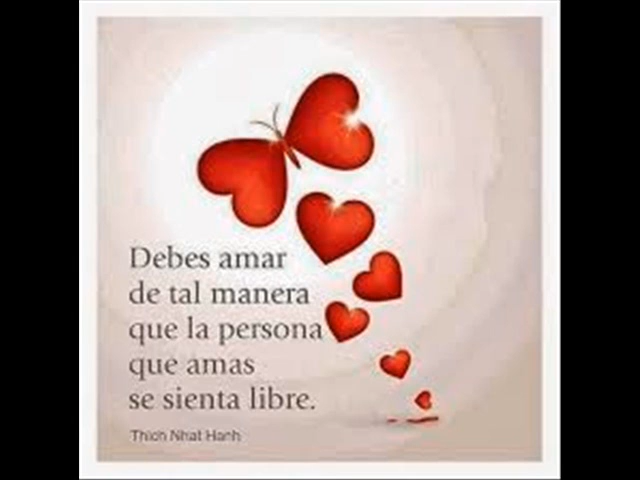 Debes amar
de tal manera
que la persona
que amas
se sienta libre.
Thich Nhat Hanh